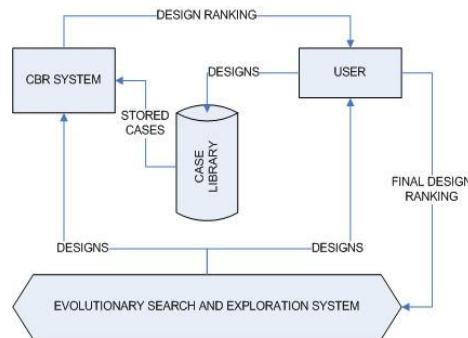 DESIGN RANKING
CBR SYSTEM
DESIGNS
USER
STORED
CASES
CASE
LIBRARY
FINAL DESIGN
RANKING
DESIGNS
DESIGNS
EVOLUTIONARY SEARCH AND EXPLORATION SYSTEM